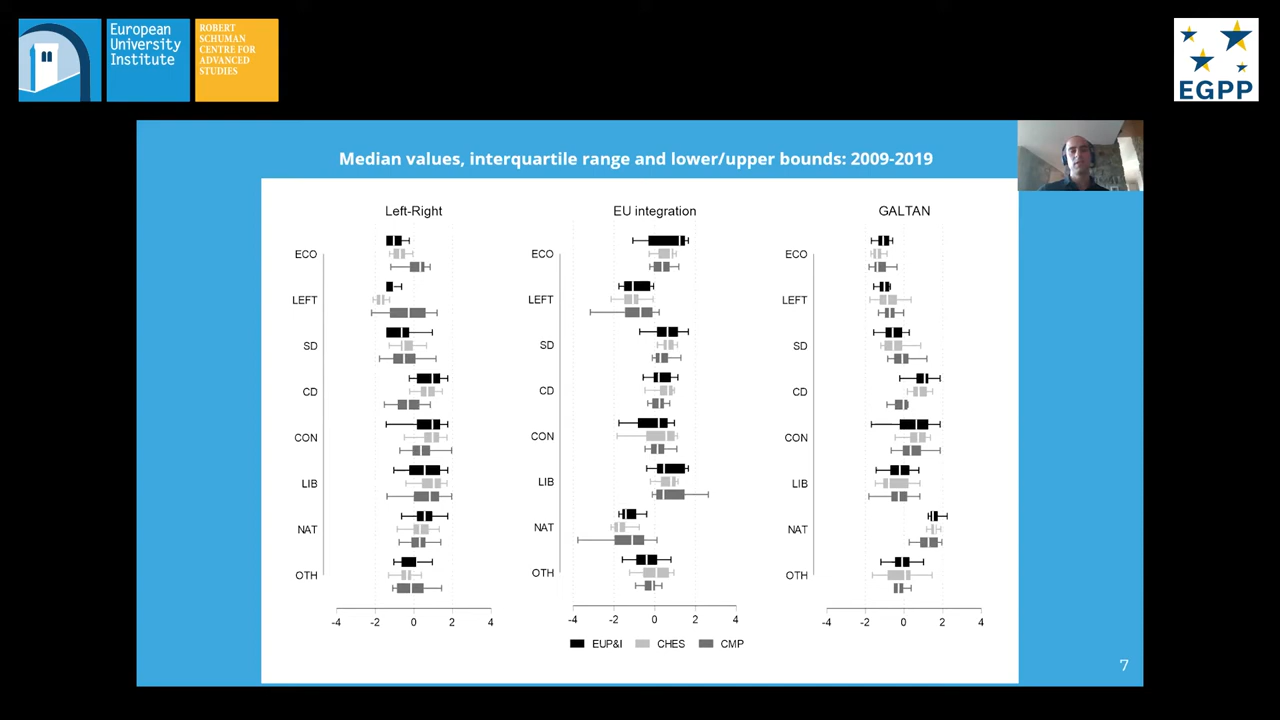 European
University
Institute
ROBERT
SCHUMAN
CENTRE FOR
ADVANCED
STUDIES
EGPP
Median values, interquartile range and lower/upper bounds: 2009-2019
Left-Right
EU integration
GALTAN
ECO
LEFT
SD
CD
CON
LIB
NAT
OTH
-4 -2 0 2 4
ECO
LEFT
SD
CD
CON
LIB
NAT
OTH
-4 -2 0 2 4
ECO
LEFT
SD
CD
CON
LIB
NAT
OTH
-4 -2 0 2 4
EUP&I CHES CMP
7